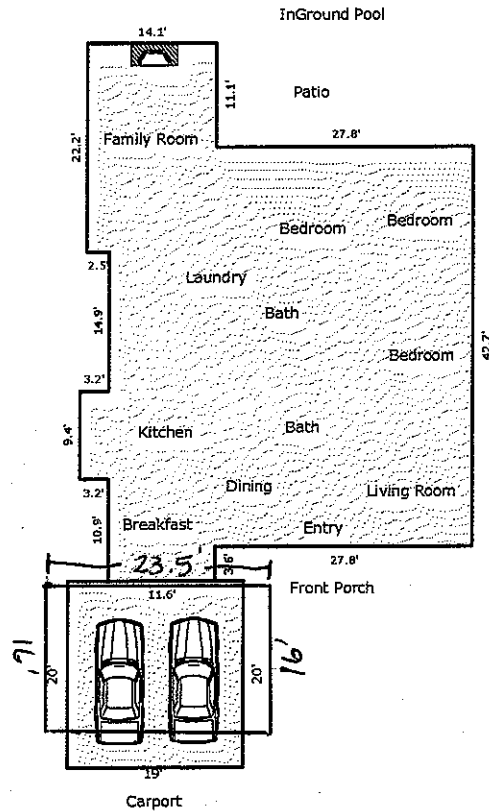 InGround Pool
14.1'
11.1'
Patio
22.2'
Family Room
27.8'
Bedroom
Bedroom
2.5'
Laundry
14.9'
Bath
42.7'
Bedroom
3.2'
9.4'
Kitchen
Bath
3.2'
Dining
Living Room
10.9'
Breakfast
Entry
23.5'
3.6'
27.8'
11.6'
Front Porch
16'
20'
20'
16'
19'
Carport